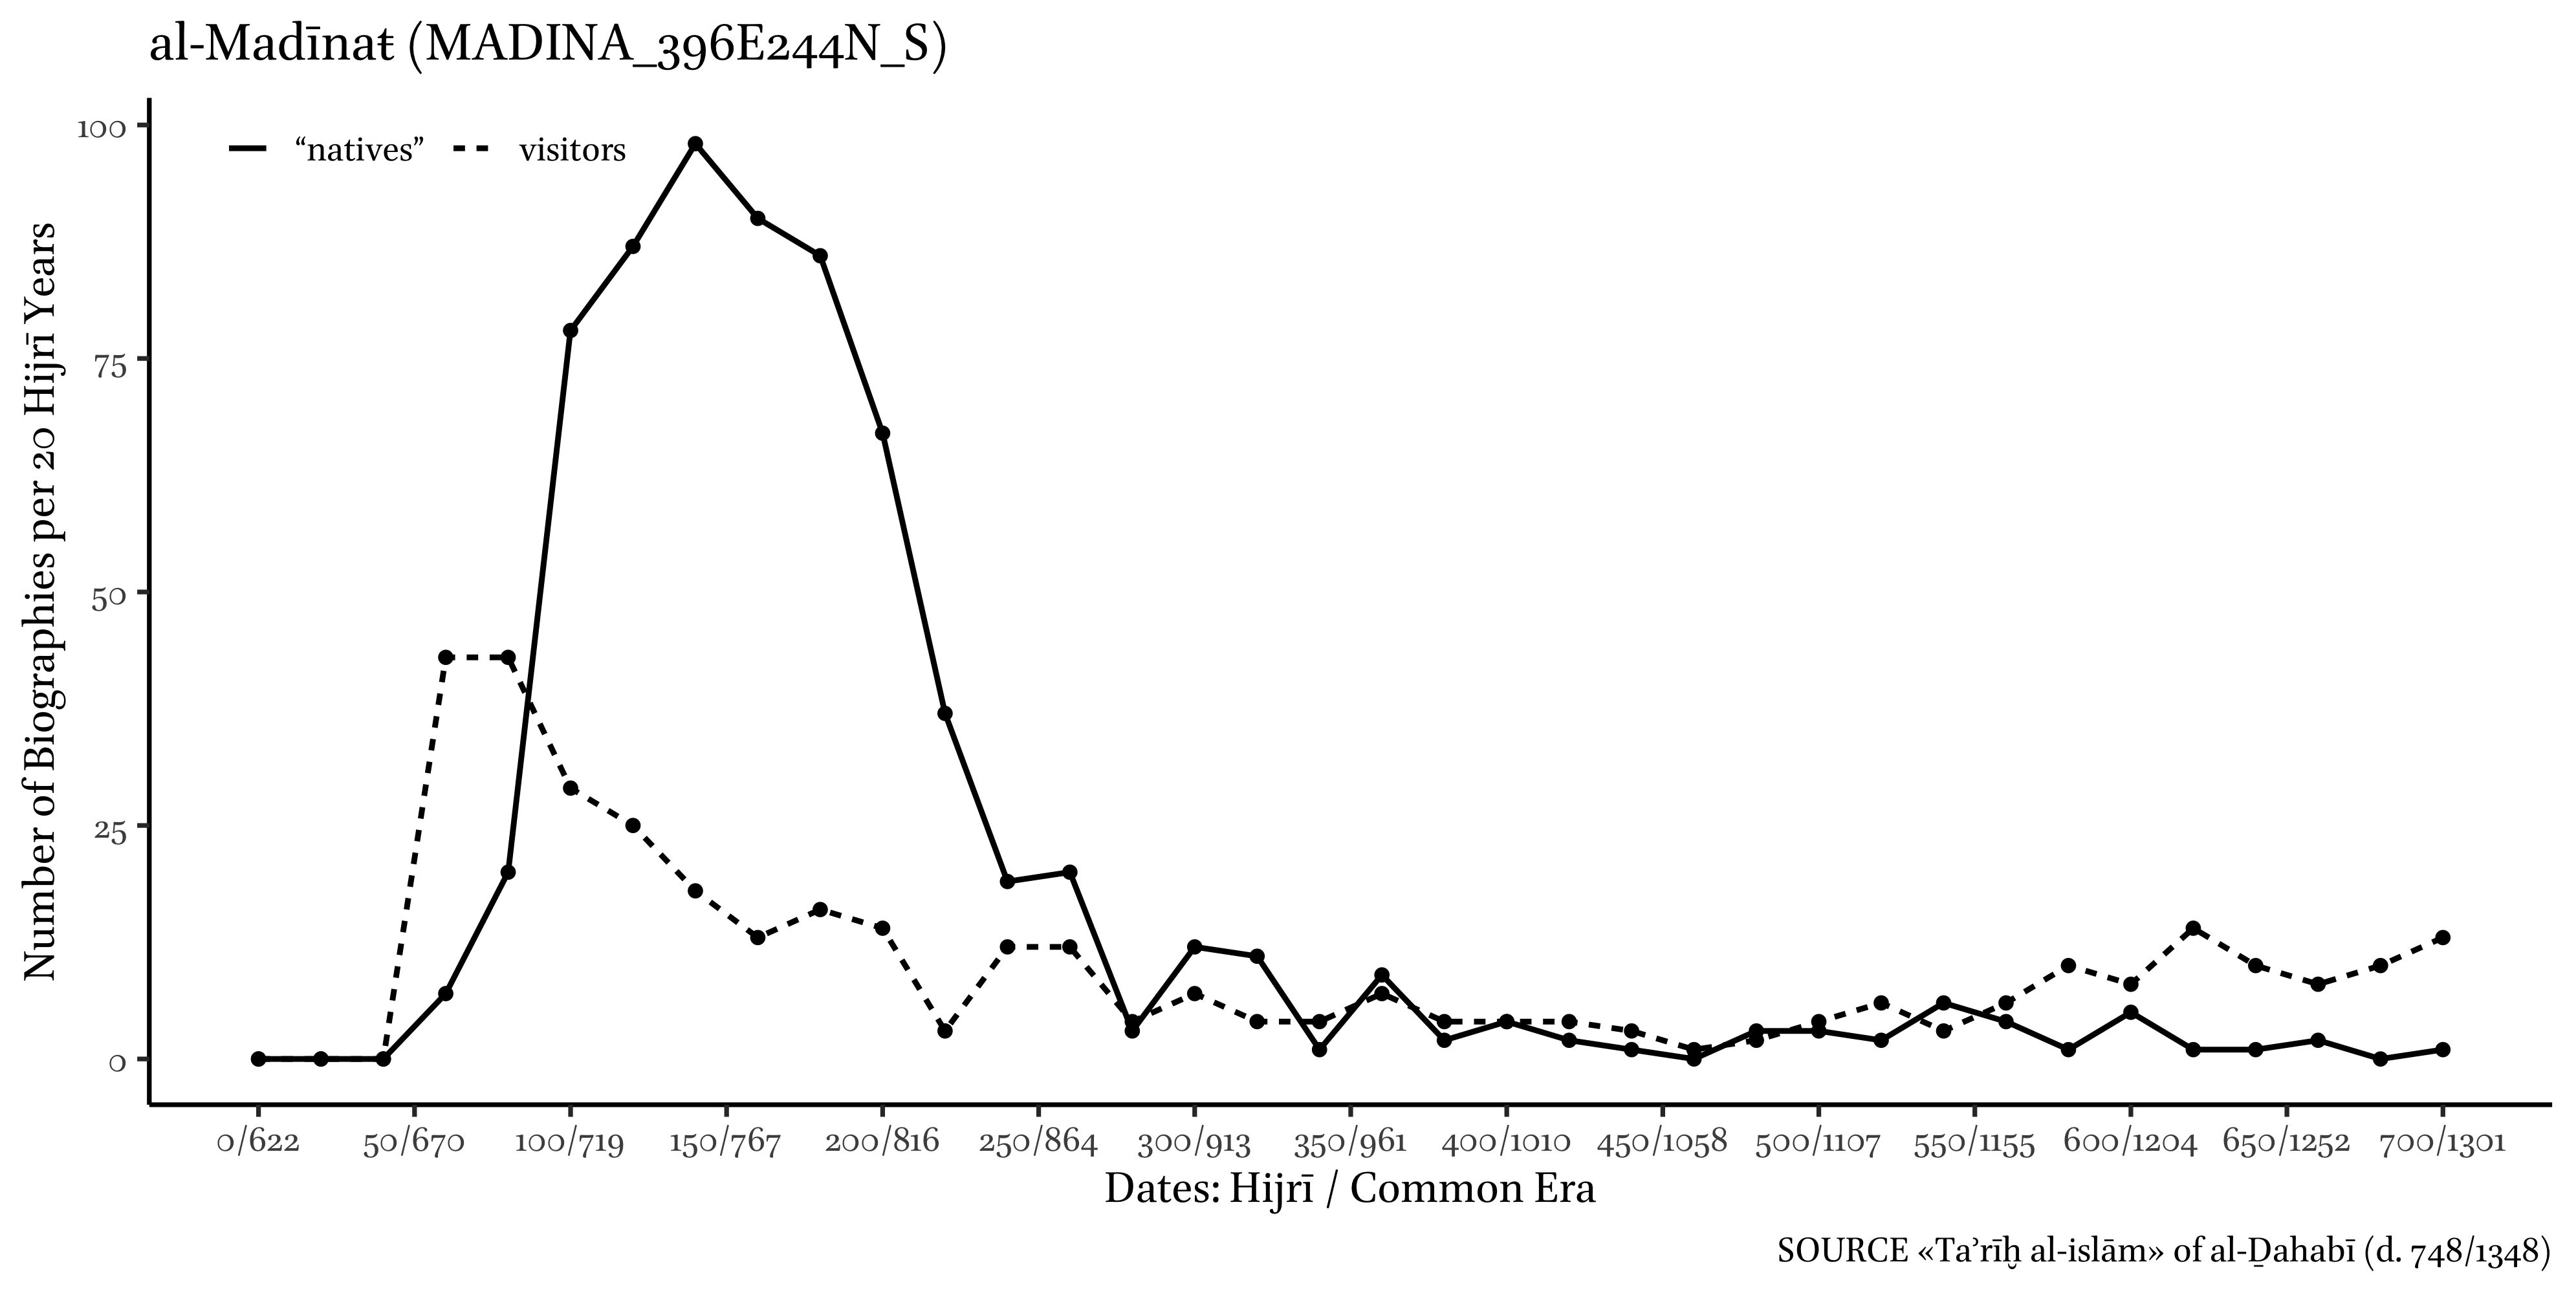 al-Madīnaŧ (MADINA_396E244N_S)
“natives” visitors
Number of Biographies per 20 Hijrī Years
100
75
50
25
0
0/622 50/670 100/719 150/767 200/816 250/864 300/913 350/961 400/1010 450/1058 500/1107 550/1155 600/1204 650/1252 700/1301
Dates: Hijrī / Common Era
SOURCE «Taʾrīḫ al-islām» of al-Ḏahabī (d. 748/1348)